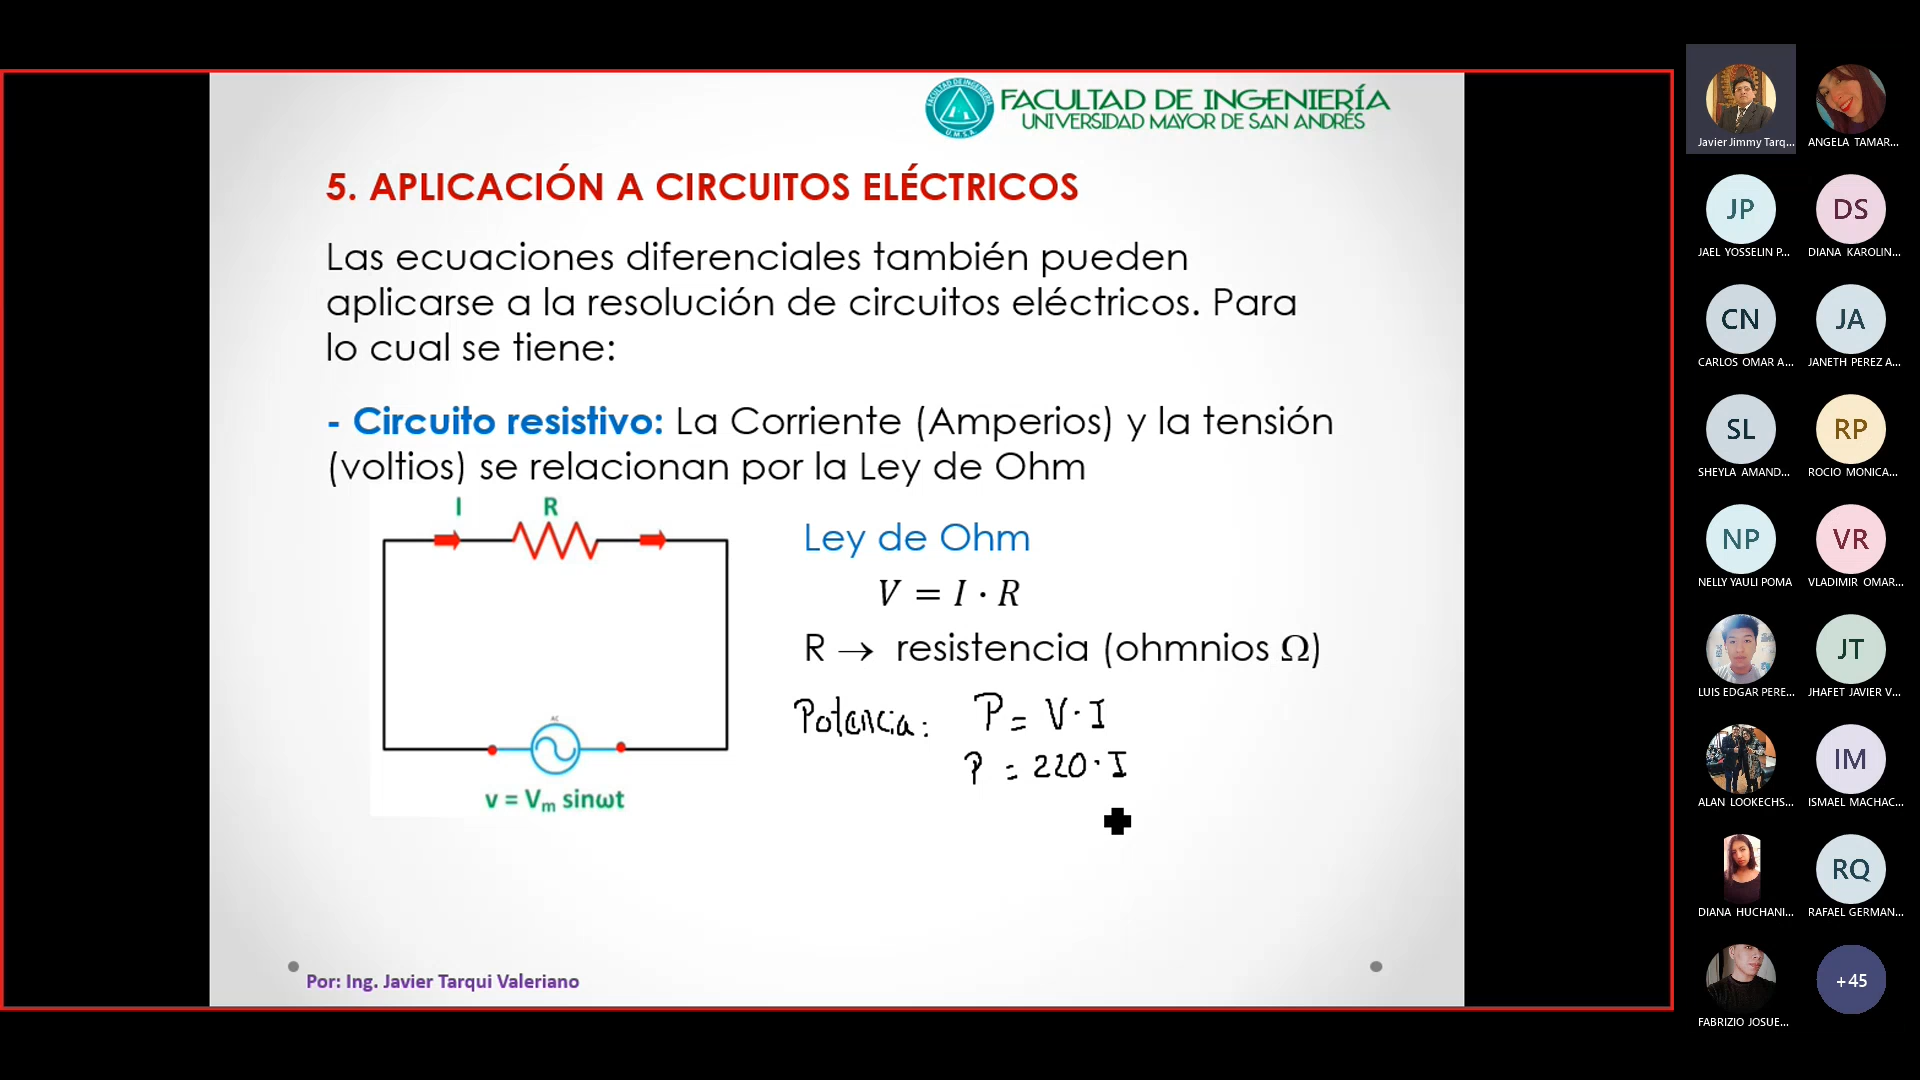 FACULTAD DE INGENIERÍA
UNIVERSIDAD MAYOR DE SAN ANDRÉS
FACULTAD DE INGENIERIA
U.M.S.A.
5. APLICACIÓN A CIRCUITOS ELÉCTRICOS
Las ecuaciones diferenciales también pueden
aplicarse a la resolución de circuitos eléctricos. Para
lo cual se tiene:
- Circuito resistivo: La Corriente (Amperios) y la tensión
(voltios) se relacionan por la Ley de Ohm
I R
AC
v = Vm sinωt
Ley de Ohm
V = I · R
R → resistencia (ohmnios Ω)
Potencia: P = V · I
P = 220 · I
Por: Ing. Javier Tarqui Valeriano
Javier Jimmy Tarq...
ANGELA TAMAR...
JP
JAEL YOSSELIN P...
DS
DIANA KAROLIN...
CN
CARLOS OMAR A...
JA
JANETH PEREZ A...
SL
SHEYLA AMAND...
RP
ROCIO MONICA...
NP
NELLY YAULI POMA
VR
VLADIMIR OMAR...
LUIS EDGAR PERE...
JT
JHAFET JAVIER V...
ALAN LOOKECHS...
IM
ISMAEL MACHAC...
DIANA HUCHANI...
RQ
RAFAEL GERMAN...
FABRIZIO JOSUE...
+45